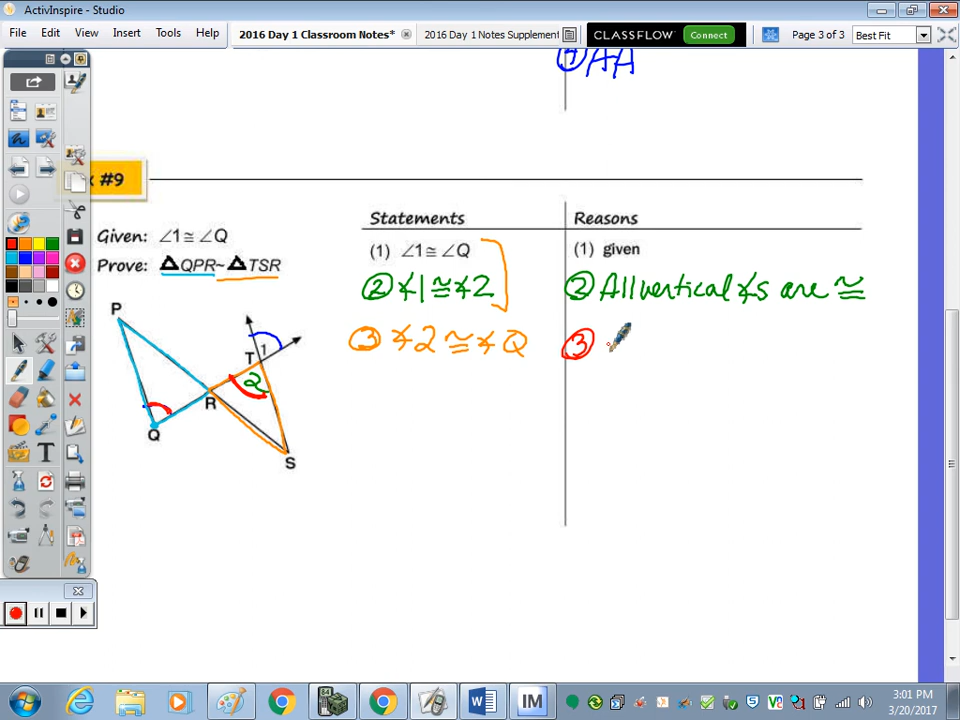 ActivInspire - Studio
File Edit View Insert Tools Help
2016 Day 1 Classroom Notes*
2016 Day 1 Notes Supplement
CLASSFLOW Connect
Page 3 of 3
Best Fit
④ AA
#9
Given: ∠1 ≅ ∠Q
Prove: △QPR ~ △TSR
Statements
Reasons
(1) ∠1 ≅ ∠Q
(1) given
② ∡1 ≅ ∡2
② All vertical ∡s are ≅
③ ∡2 ≅ ∡Q
③
P
T
1
2
R
Q
S
IM
3:01 PM
3/20/2017